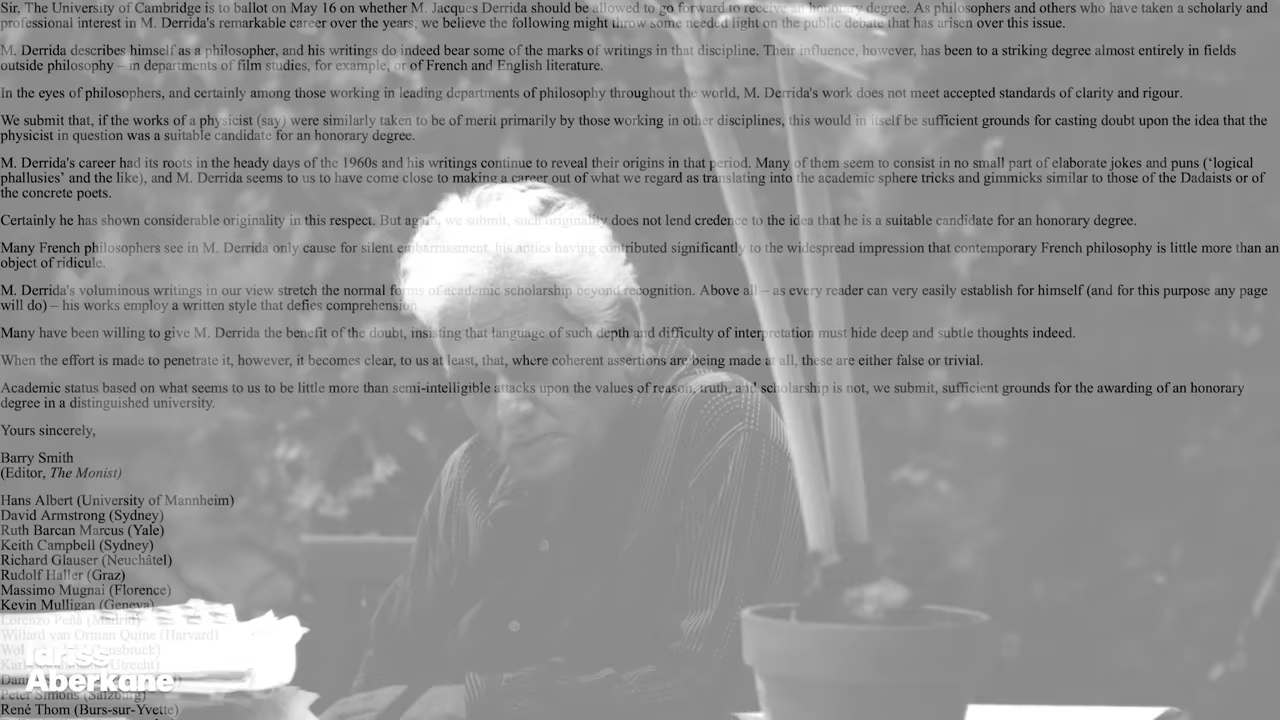 Sir, The University of Cambridge is to ballot on May 16 on whether M. Jacques Derrida should be allowed to go forward to receive an honorary degree. As philosophers and others who have taken a scholarly and
professional interest in M. Derrida's remarkable career over the years, we believe the following might throw some needed light on the public debate that has arisen over this issue.
M. Derrida describes himself as a philosopher, and his writings do indeed bear some of the marks of writings in that discipline. Their influence, however, has been to a striking degree almost entirely in fields
outside philosophy – in departments of film studies, for example, or of French and English literature.
In the eyes of philosophers, and certainly among those working in leading departments of philosophy throughout the world, M. Derrida's work does not meet accepted standards of clarity and rigour.
We submit that, if the works of a physicist (say) were similarly taken to be of merit primarily by those working in other disciplines, this would in itself be sufficient grounds for casting doubt upon the idea that the
physicist in question was a suitable candidate for an honorary degree.
M. Derrida's career had its roots in the heady days of the 1960s and his writings continue to reveal their origins in that period. Many of them seem to consist in no small part of elaborate jokes and puns (‘logical
phallusies’ and the like), and M. Derrida seems to us to have come close to making a career out of what we regard as translating into the academic sphere tricks and gimmicks similar to those of the Dadaists or of
the concrete poets.
Certainly he has shown considerable originality in this respect. But again, we submit, such originality does not lend credence to the idea that he is a suitable candidate for an honorary degree.
Many French philosophers see in M. Derrida only cause for silent embarrassment, his antics having contributed significantly to the widespread impression that contemporary French philosophy is little more than an
object of ridicule.
M. Derrida's voluminous writings in our view stretch the normal forms of academic scholarship beyond recognition. Above all – as every reader can very easily establish for himself (and for this purpose any page
will do) – his works employ a written style that defies comprehension
Many have been willing to give M. Derrida the benefit of the doubt, insisting that language of such depth and difficulty of interpretation must hide deep and subtle thoughts indeed.
When the effort is made to penetrate it, however, it becomes clear, to us at least, that, where coherent assertions are being made at all, these are either false or trivial.
Academic status based on what seems to us to be little more than semi-intelligible attacks upon the values of reason, truth, and scholarship is not, we submit, sufficient grounds for the awarding of an honorary
degree in a distinguished university.
Yours sincerely,
Barry Smith
(Editor, The Monist)
Hans Albert (University of Mannheim)
David Armstrong (Sydney)
Ruth Barcan Marcus (Yale)
Keith Campbell (Sydney)
Richard Glauser (Neuchâtel)
Rudolf Haller (Graz)
Massimo Mugnai (Florence)
Kevin Mulligan (Geneva)
Lorenzo Peña (Madrid)
Willard van Orman Quine (Harvard)
Idriss
Aberkane
Peter Simons (Salzburg)
René Thom (Burs-sur-Yvette)